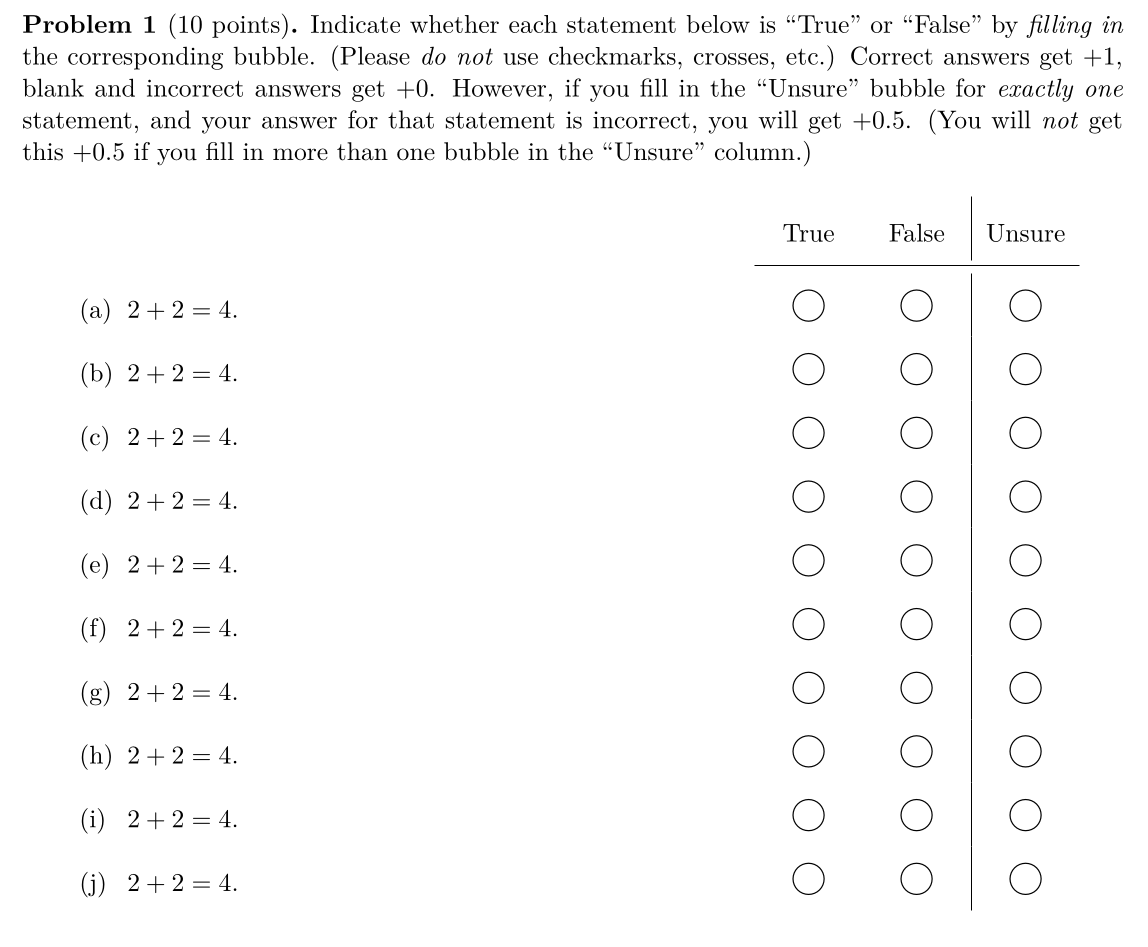 Problem 1 (10 points). Indicate whether each statement below is “True” or “False” by filling in
the corresponding bubble. (Please do not use checkmarks, crosses, etc.) Correct answers get +1,
blank and incorrect answers get +0. However, if you fill in the “Unsure” bubble for exactly one
statement, and your answer for that statement is incorrect, you will get +0.5. (You will not get
this +0.5 if you fill in more than one bubble in the “Unsure” column.)
True False Unsure
(a) 2 + 2 = 4.
(b) 2 + 2 = 4.
(c) 2 + 2 = 4.
(d) 2 + 2 = 4.
(e) 2 + 2 = 4.
(f) 2 + 2 = 4.
(g) 2 + 2 = 4.
(h) 2 + 2 = 4.
(i) 2 + 2 = 4.
(j) 2 + 2 = 4.